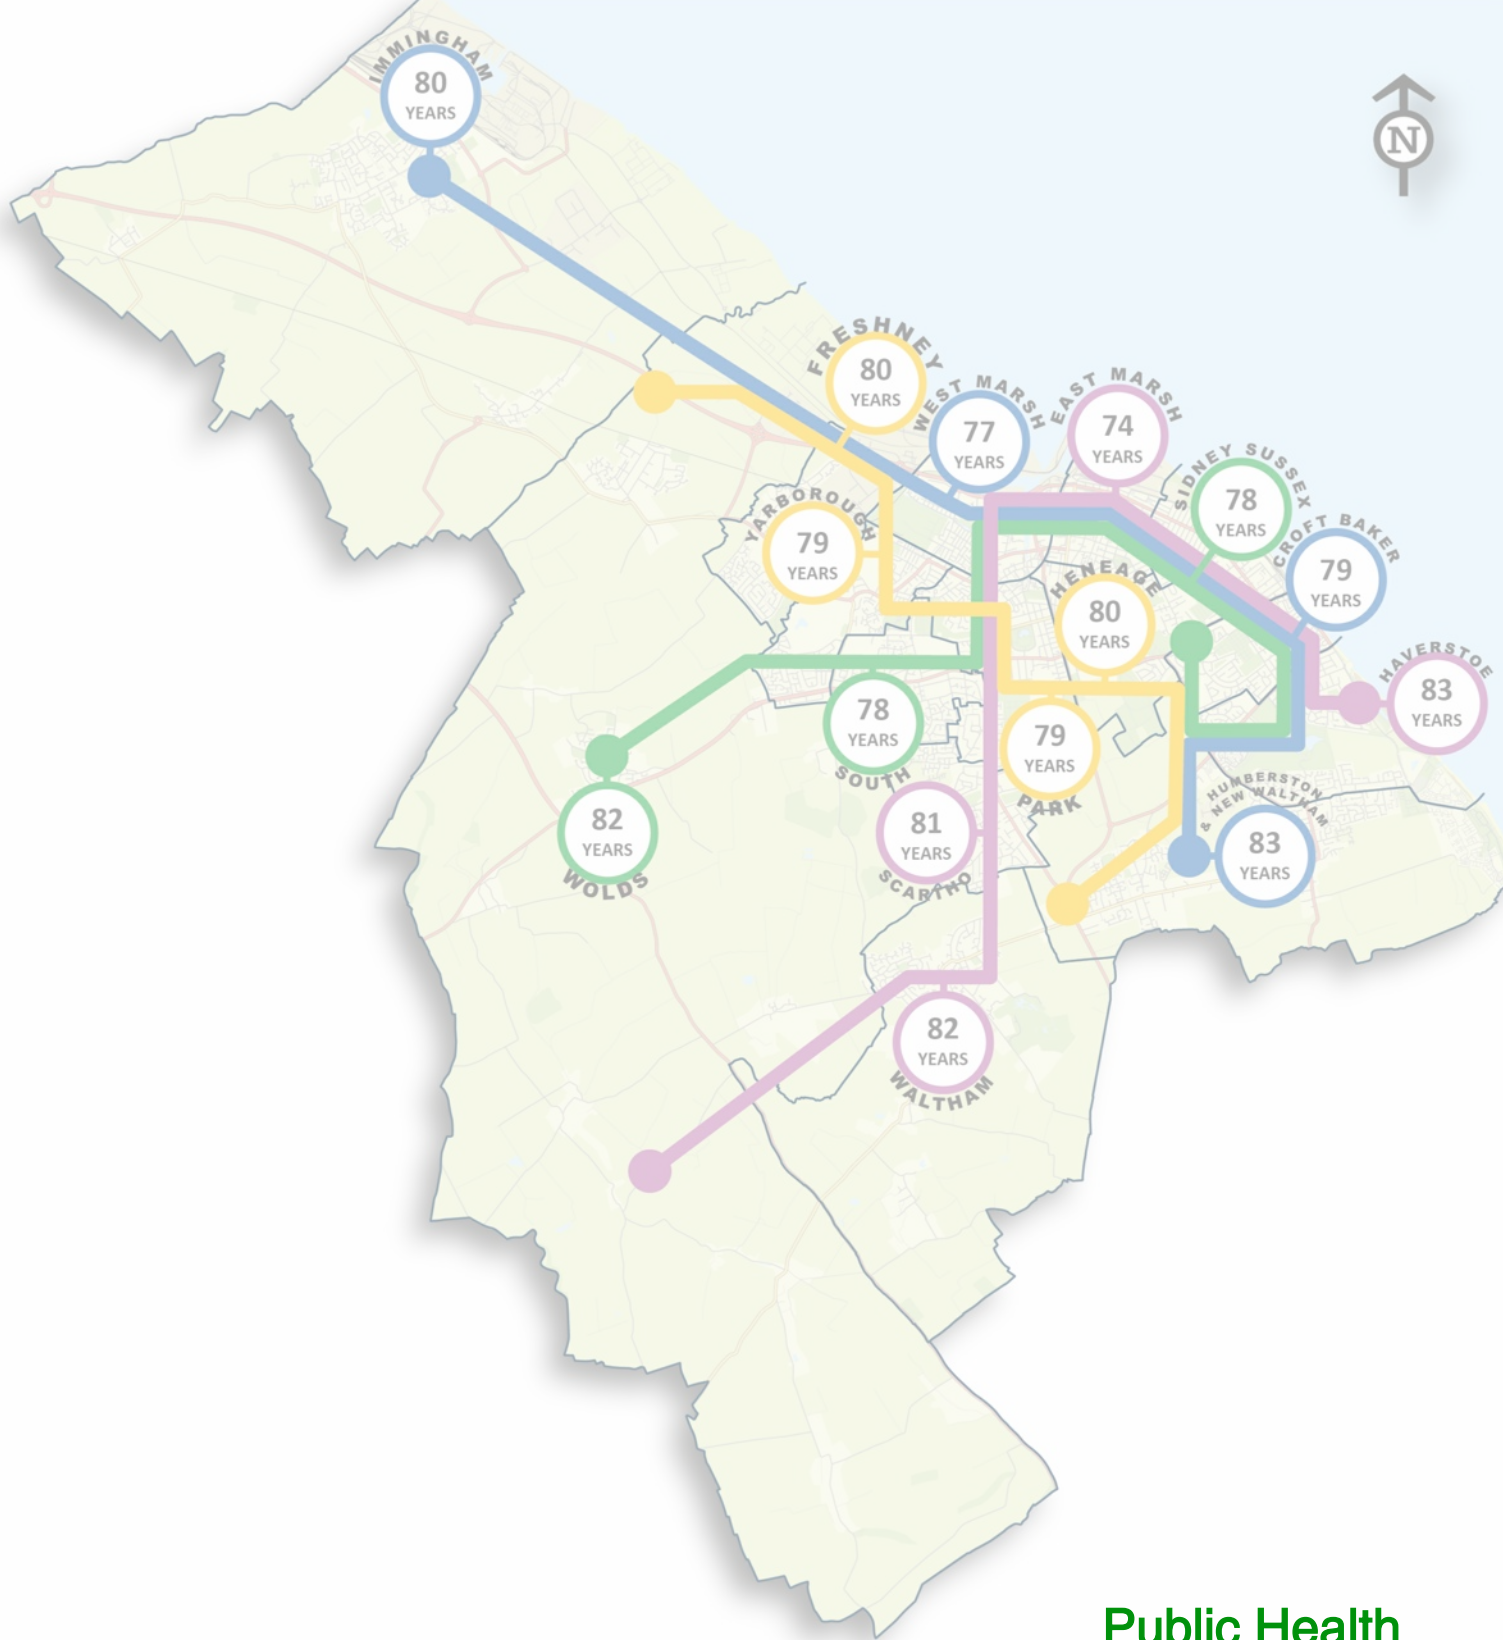 IMMINGHAM
80
YEARS
N
FRESHNEY
80
YEARS
WEST MARSH
77
YEARS
EAST MARSH
74
YEARS
SIDNEY SUSSEX
78
YEARS
CROFT BAKER
79
YEARS
YARBOROUGH
79
YEARS
HENEAGE
80
YEARS
HAVERSTOE
83
YEARS
78
YEARS
SOUTH
79
YEARS
PARK
82
YEARS
WOLDS
81
YEARS
SCARTHO
HUMBERSTON
& NEW WALTHAM
83
YEARS
82
YEARS
WALTHAM
Public Health